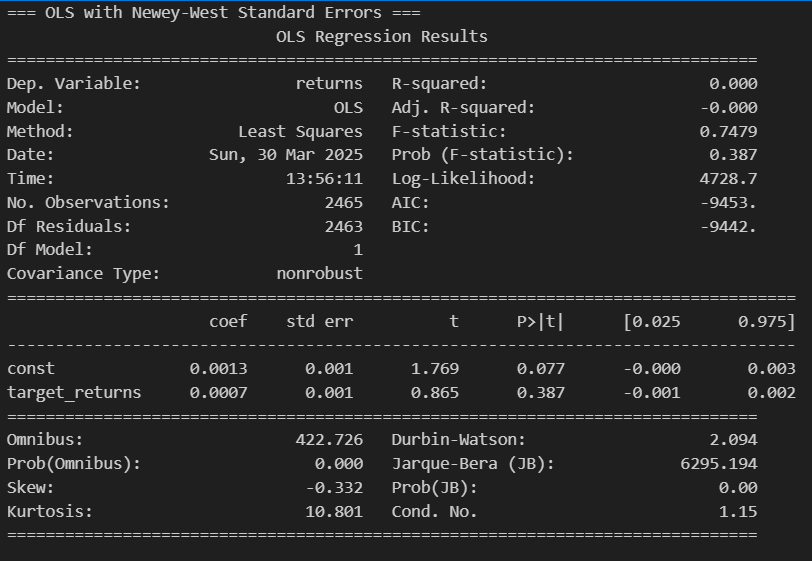 === OLS with Newey-West Standard Errors ===
                            OLS Regression Results
==============================================================================
Dep. Variable:                returns   R-squared:                       0.000
Model:                            OLS   Adj. R-squared:                 -0.000
Method:                 Least Squares   F-statistic:                    0.7479
Date:                Sun, 30 Mar 2025   Prob (F-statistic):              0.387
Time:                        13:56:11   Log-Likelihood:                 4728.7
No. Observations:                2465   AIC:                            -9453.
Df Residuals:                    2463   BIC:                            -9442.
Df Model:                           1
Covariance Type:            nonrobust
==================================================================================
                     coef    std err          t      P>|t|      [0.025      0.975]
----------------------------------------------------------------------------------
const              0.0013      0.001      1.769      0.077      -0.000       0.003
target_returns     0.0007      0.001      0.865      0.387      -0.001       0.002
==============================================================================
Omnibus:                      422.726   Durbin-Watson:                   2.094
Prob(Omnibus):                  0.000   Jarque-Bera (JB):             6295.194
Skew:                          -0.332   Prob(JB):                         0.00
Kurtosis:                      10.801   Cond. No.                         1.15
==============================================================================